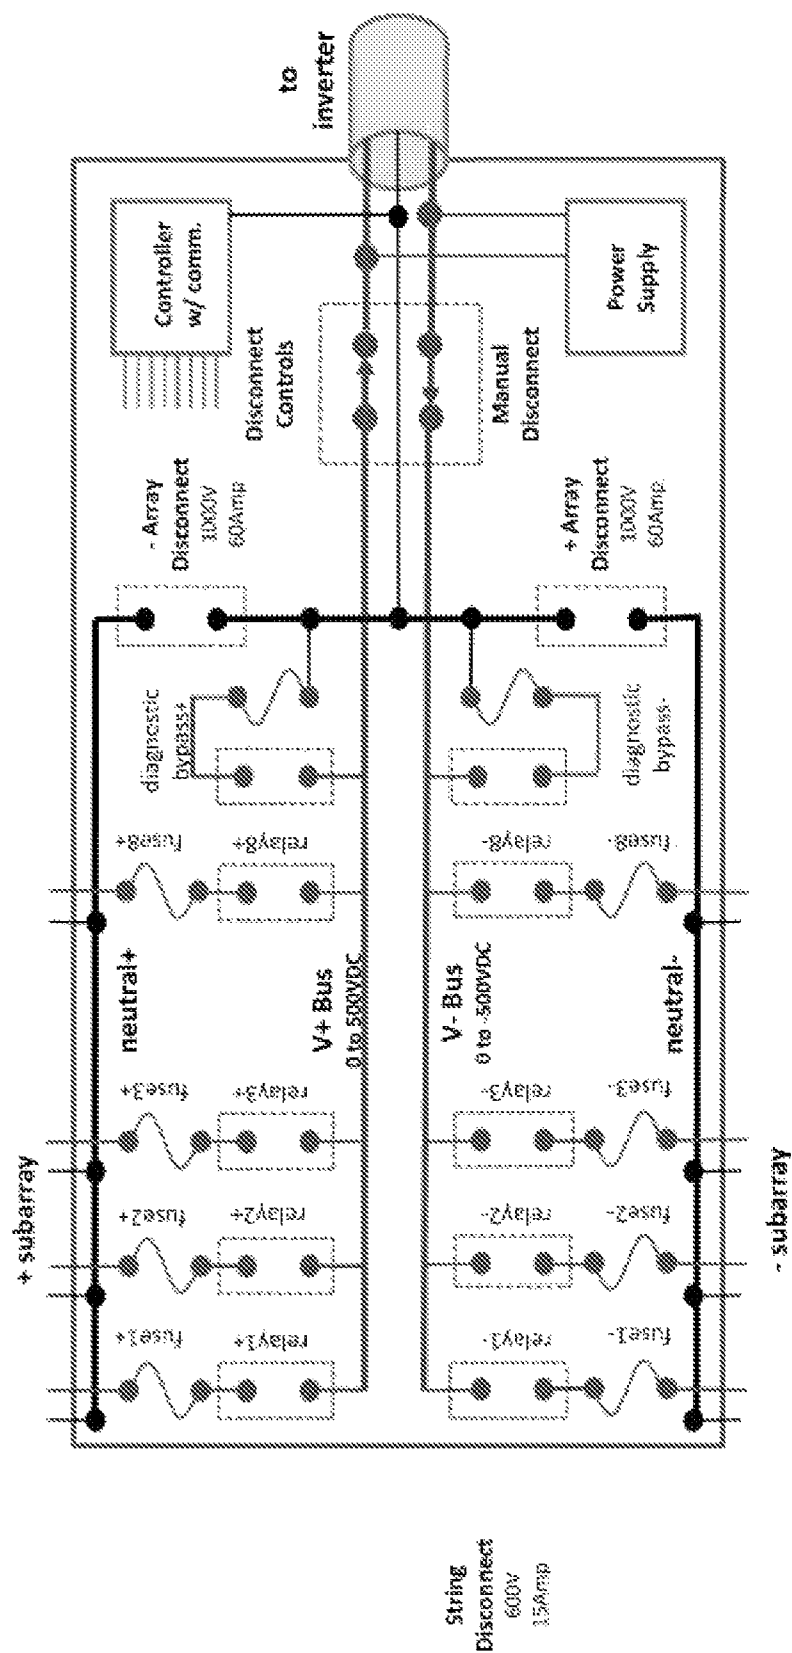 to
inverter
Controller
w/ comm.
Power
Supply
Disconnect
Controls
Manual
Disconnect
- Array
Disconnect
1000V
60Amp
+ Array
Disconnect
1000V
60Amp
diagnostic
bypass+
diagnostic
bypass-
fuse8+
relay8+
relay8-
fuse8-
neutral+
V+ Bus
0 to 500VDC
V- Bus
0 to -500VDC
neutral-
fuse3+
relay3+
relay3-
fuse3-
+ subarray
- subarray
fuse2+
relay2+
relay2-
fuse2-
fuse1+
relay1+
relay1-
fuse1-
String
Disconnect
600V
15Amp